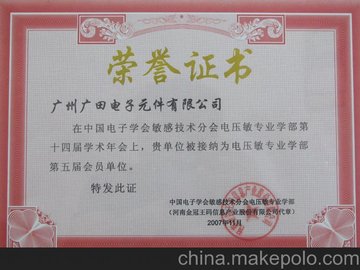 荣誉证书
广州广田电子元件有限公司
在中国电子学会敏感技术分会电压敏专业学部第
十四届学术年会上，贵单位被接纳为电压敏专业学部
第五届会员单位。
特发此证
中国电子学会敏感技术分会电压敏专业学部
（河南金冠王码信息产业股份有限公司代章）
2007年11月
china.makepolo.com